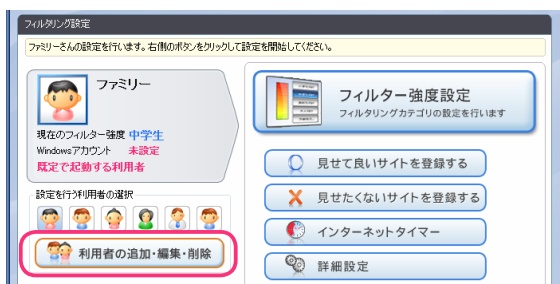 フィルタリング設定
ファミリーさんの設定を行います。右側のボタンをクリックして設定を開始してください。
ファミリー
現在のフィルター強度 中学生
Windowsアカウント 未設定
既定で起動する利用者
設定を行う利用者の選択
利用者の追加・編集・削除
フィルター強度設定
フィルタリングカテゴリの設定を行います
見せて良いサイトを登録する
見せたくないサイトを登録する
インターネットタイマー
詳細設定